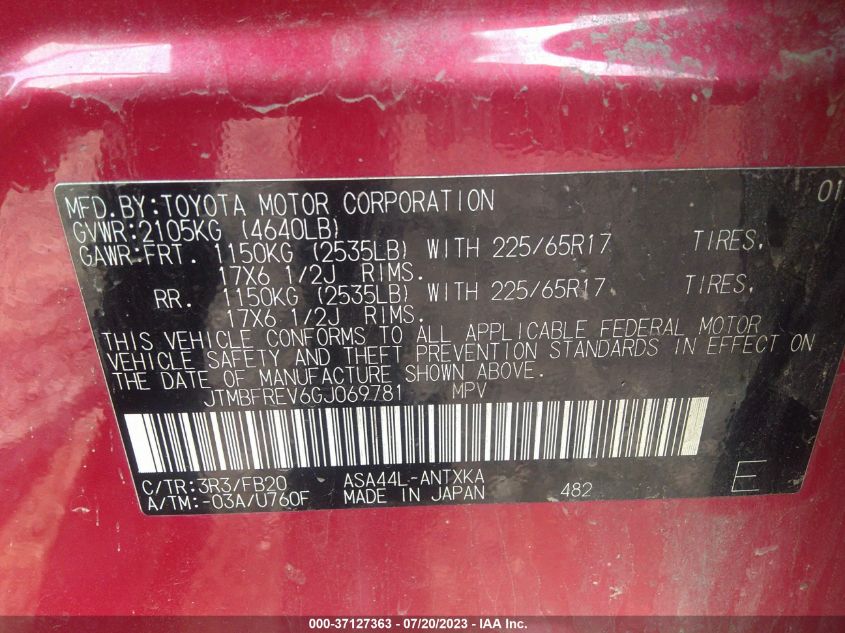 MFD.BY:TOYOTA MOTOR CORPORATION 01
GVWR:2105KG (4640LB)
GAWR:FRT. 1150KG (2535LB) WITH 225/65R17 TIRES,
17X6 1/2J RIMS.
RR. 1150KG (2535LB) WITH 225/65R17 TIRES,
17X6 1/2J RIMS.
THIS VEHICLE CONFORMS TO ALL APPLICABLE FEDERAL MOTOR
VEHICLE SAFETY AND THEFT PREVENTION STANDARDS IN EFFECT ON
THE DATE OF MANUFACTURE SHOWN ABOVE.
JTMBFREV6GJ069781 MPV
C/TR:3R3/FB20 ASA44L-ANTXKA
A/TM:-03A/U760F MADE IN JAPAN 482 E
000-37127363 - 07/20/2023 - IAA Inc.